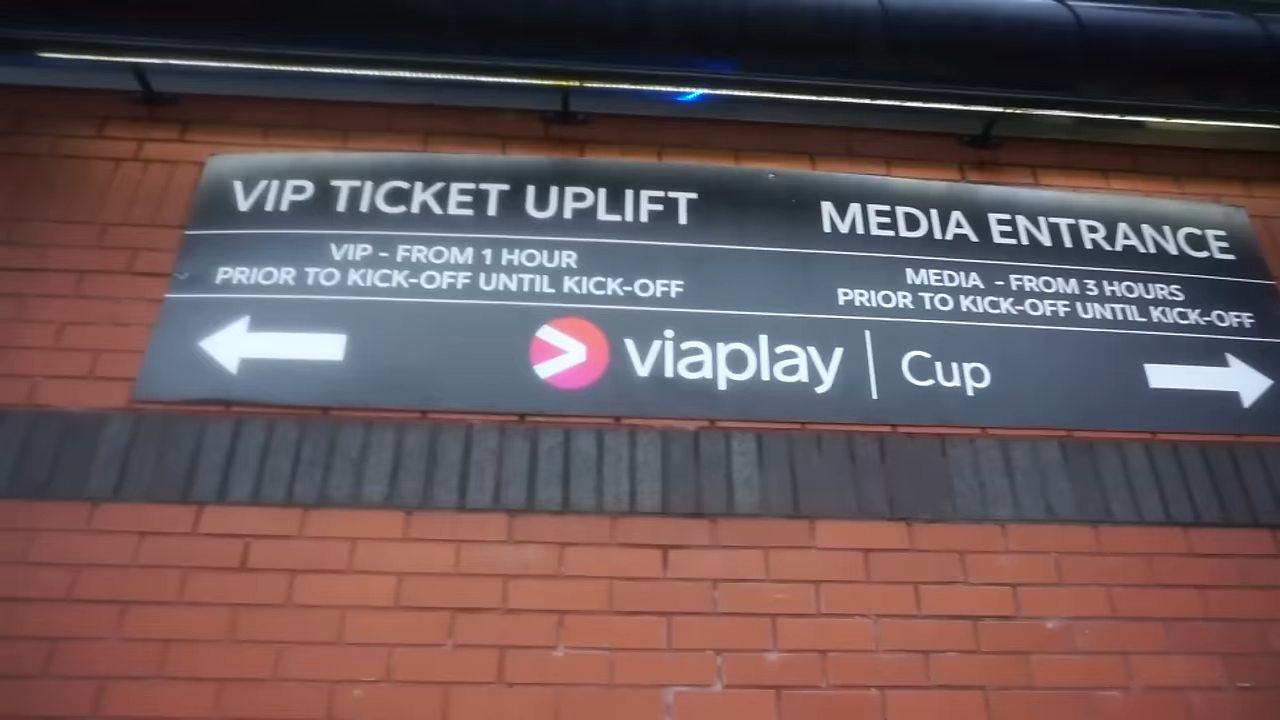 VIP TICKET UPLIFT
VIP - FROM 1 HOUR
PRIOR TO KICK-OFF UNTIL KICK-OFF
MEDIA ENTRANCE
MEDIA - FROM 3 HOURS
PRIOR TO KICK-OFF UNTIL KICK-OFF
viaplay | Cup